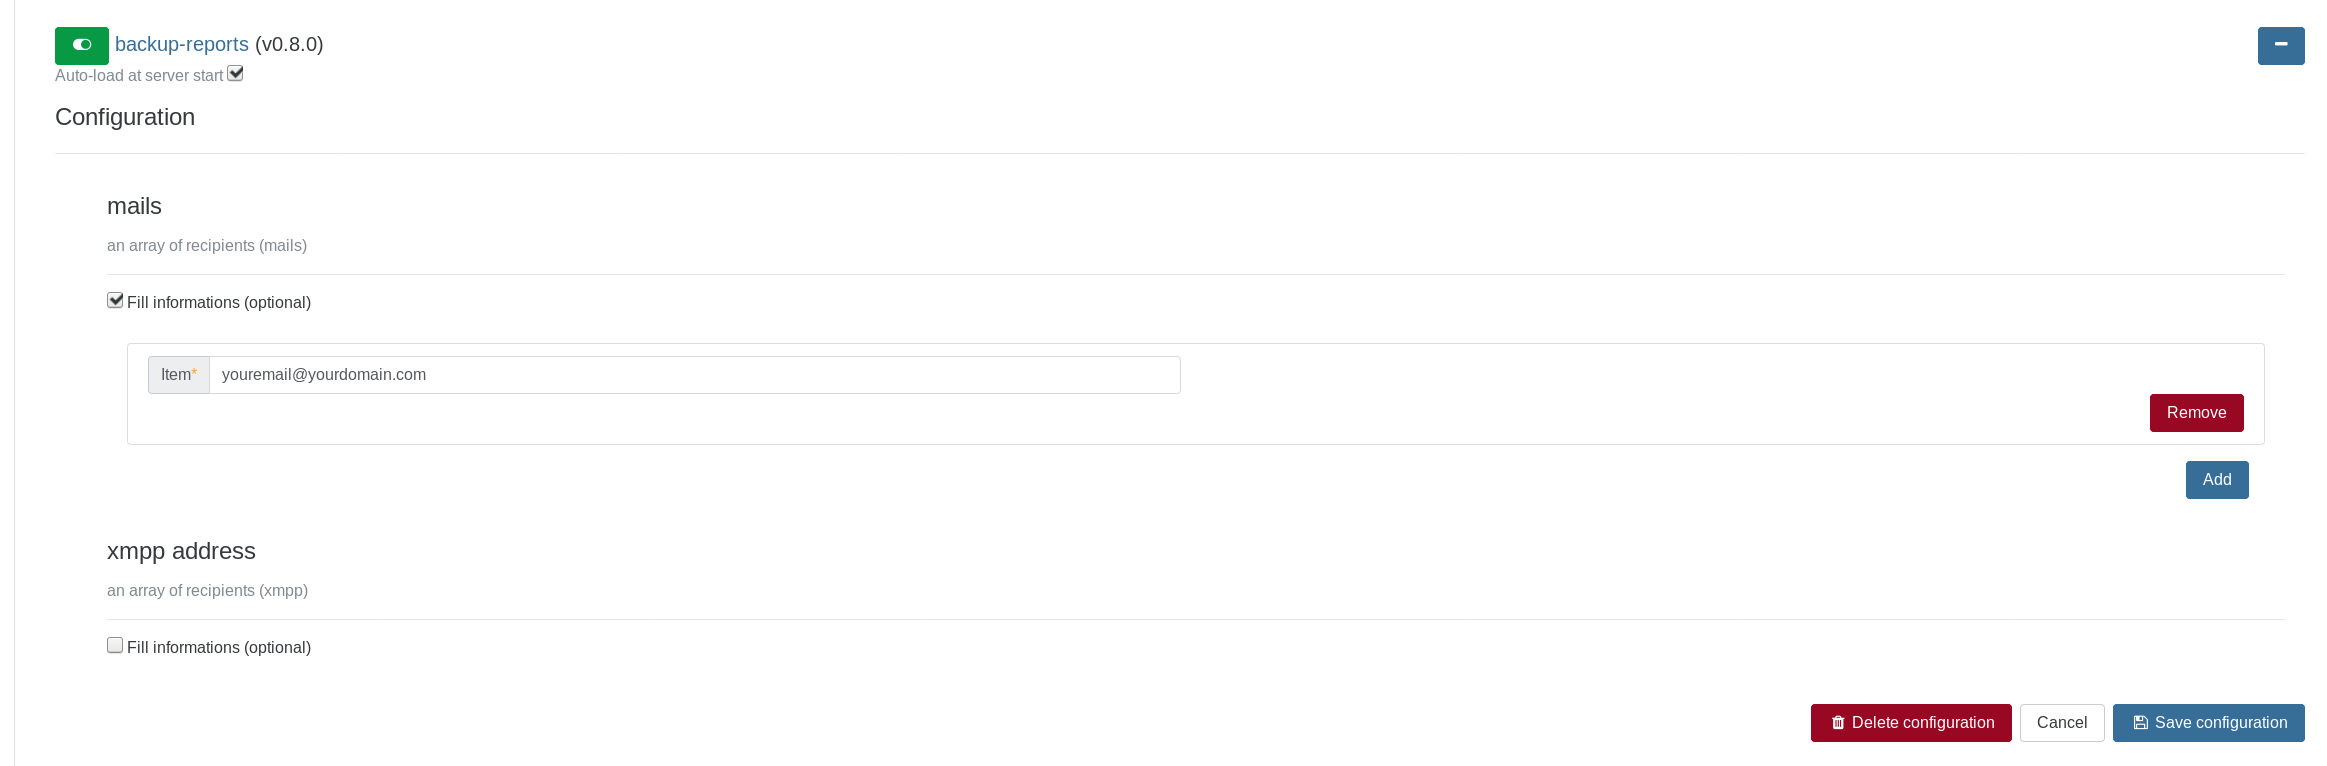 backup-reports (v0.8.0)
Auto-load at server start
Configuration
mails
an array of recipients (mails)
Fill informations (optional)
Item* youremail@yourdomain.com
Remove
Add
xmpp address
an array of recipients (xmpp)
Fill informations (optional)
Delete configuration Cancel Save configuration